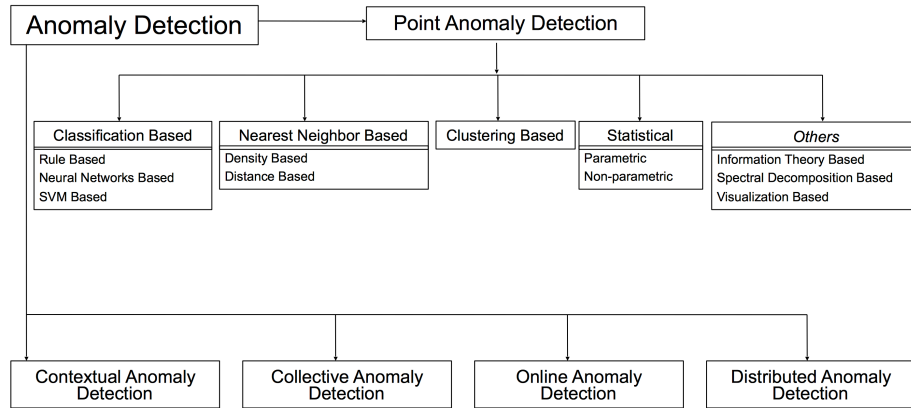 Anomaly Detection
Point Anomaly Detection
Classification Based
Rule Based
Neural Networks Based
SVM Based
Nearest Neighbor Based
Density Based
Distance Based
Clustering Based
Statistical
Parametric
Non-parametric
Others
Information Theory Based
Spectral Decomposition Based
Visualization Based
Contextual Anomaly
Detection
Collective Anomaly
Detection
Online Anomaly
Detection
Distributed Anomaly
Detection